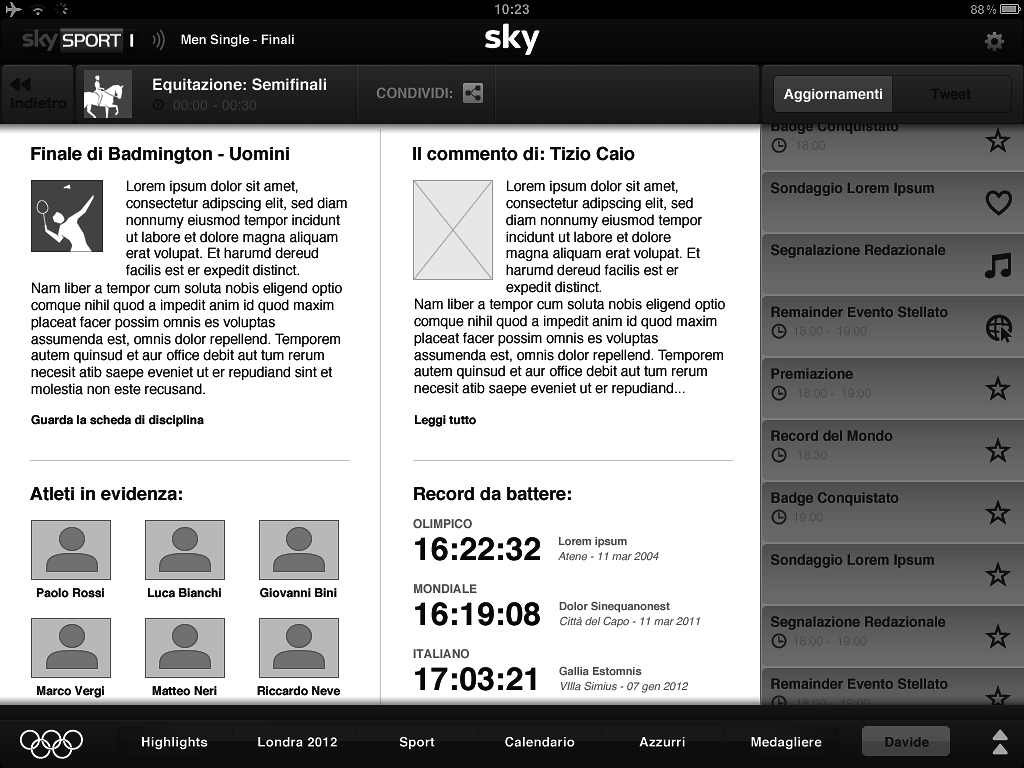 10:23
88 %
sky SPORT 1
Men Single - Finali
sky
Indietro
Equitazione: Semifinali
00:00 - 00:30
CONDIVIDI:
Aggiornamenti
Tweet
Finale di Badmington - Uomini
Lorem ipsum dolor sit amet,
consectetur adipscing elit, sed diam
nonnumy eiusmod tempor incidunt
ut labore et dolore magna aliquam
erat volupat. Et harumd dereud
facilis est er expedit distinct.
Nam liber a tempor cum soluta nobis eligend optio
comque nihil quod a impedit anim id quod maxim
placeat facer possim omnis es voluptas
assumenda est, omnis dolor repellend. Temporem
autem quinsud et aur office debit aut tum rerum
necesit atib saepe eveniet ut er repudiand sint et
molestia non este recusand.
Guarda la scheda di disciplina
Il commento di: Tizio Caio
Lorem ipsum dolor sit amet,
consectetur adipscing elit, sed
diam nonnumy eiusmod tempor
incidunt ut labore et dolore
magna aliquam erat volupat. Et
harumd dereud facilis est er
expedit distinct.
Nam liber a tempor cum soluta nobis eligend optio
comque nihil quod a impedit anim id quod maxim
placeat facer possim omnis es voluptas
assumenda est, omnis dolor repellend. Temporem
autem quinsud et aur office debit aut tum rerum
necesit atib saepe eveniet ut er repudiand...
Leggi tutto
Atleti in evidenza:
Paolo Rossi
Luca Bianchi
Giovanni Bini
Marco Vergi
Matteo Neri
Riccardo Neve
Record da battere:
OLIMPICO
16:22:32
Lorem ipsum
Atene - 11 mar 2004
MONDIALE
16:19:08
Dolor Sinequanonest
Città del Capo - 11 mar 2011
ITALIANO
17:03:21
Gallia Estomnis
VIlla Simius - 07 gen 2012
Badge Conquistato
18:00
Sondaggio Lorem Ipsum
Segnalazione Redazionale
Remainder Evento Stellato
18:00 - 19:00
Premiazione
18:00 - 19:00
Record del Mondo
18:30
Badge Conquistato
19:00
Sondaggio Lorem Ipsum
Segnalazione Redazionale
18:00 - 19:00
Remainder Evento Stellato
18:00 - 19:00
Highlights
Londra 2012
Sport
Calendario
Azzurri
Medagliere
Davide